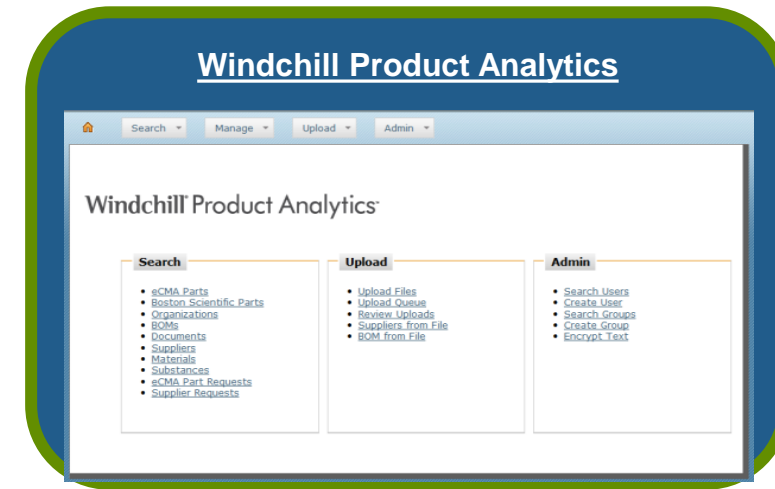 Windchill Product Analytics
Search Manage Upload Admin
Windchill Product Analytics
Search
eCMA Parts
Boston Scientific Parts
Organizations
BOMs
Documents
Suppliers
Materials
Substances
eCMA Part Requests
Supplier Requests
Upload
Upload Files
Upload Queue
Review Uploads
Suppliers from File
BOM from File
Admin
Search Users
Create User
Search Groups
Create Group
Encrypt Text